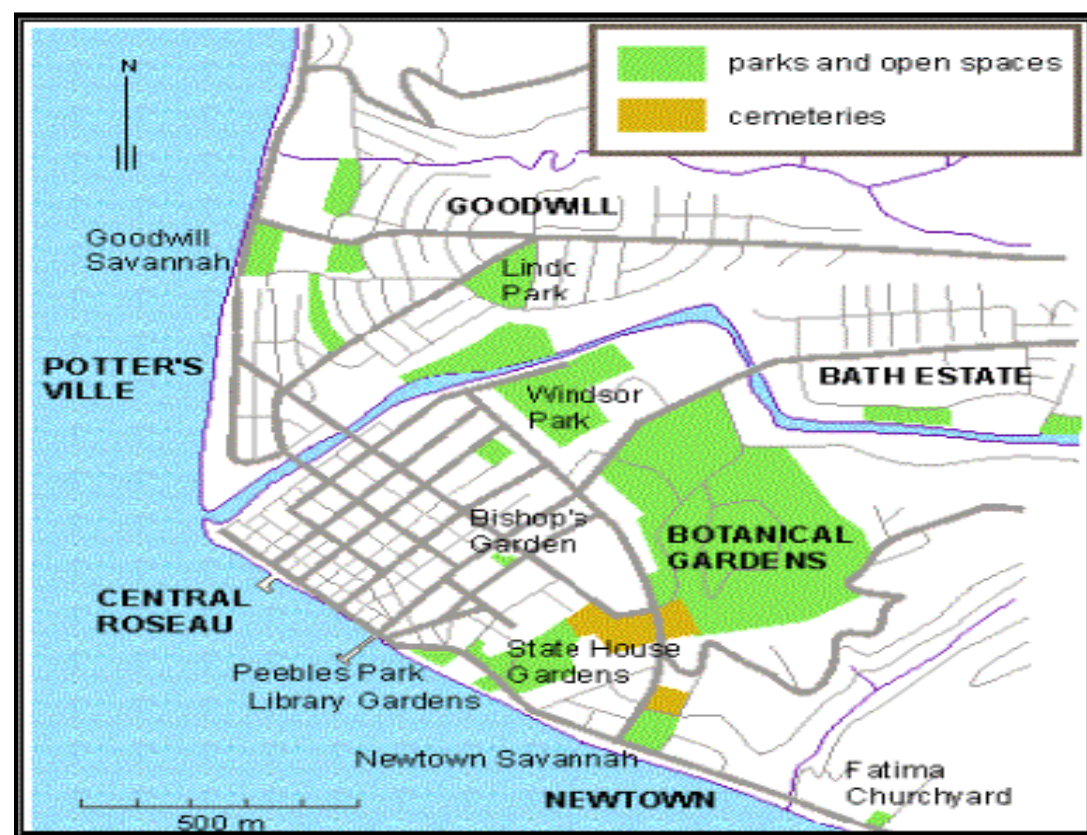 N
parks and open spaces
cemeteries
GOODWILL
Goodwill
Savannah
Lindo
Park
POTTER'S
VILLE
BATH ESTATE
Windsor
Park
Bishop's
Garden
BOTANICAL
GARDENS
CENTRAL
ROSEAU
State House
Gardens
Peebles Park
Library Gardens
Newtown Savannah
NEWTOWN
Fatima
Churchyard
500 m